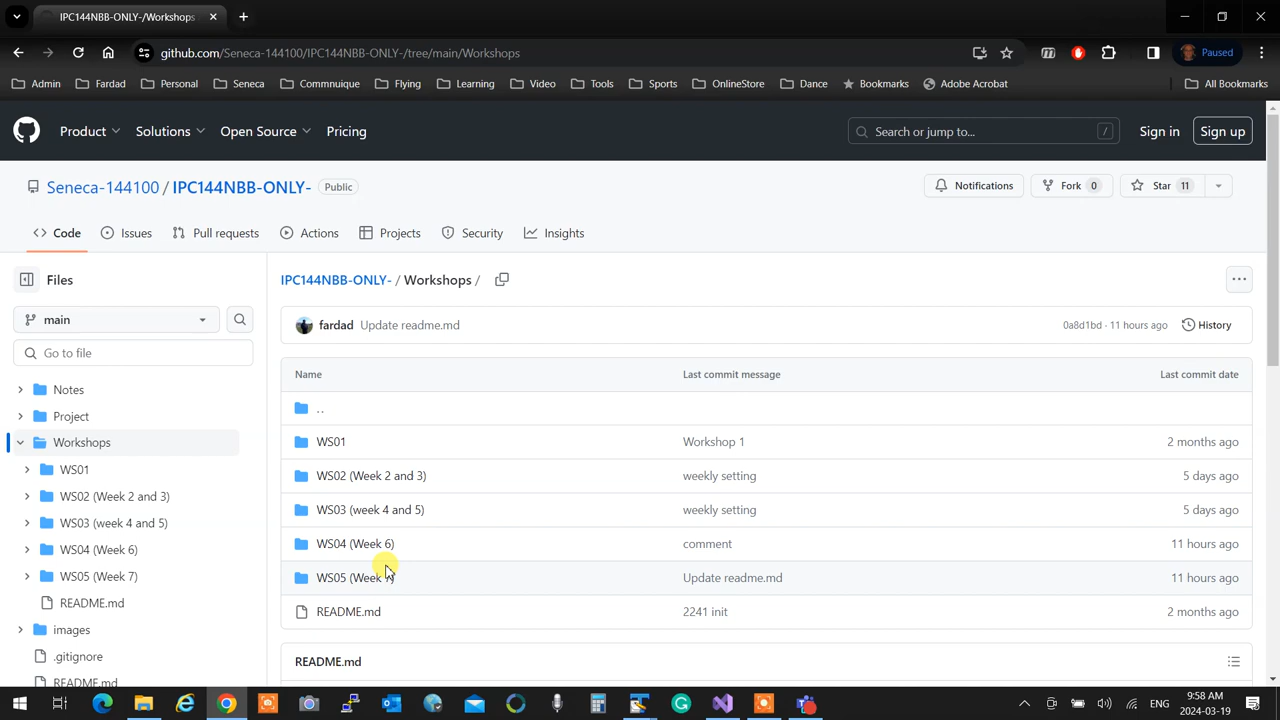 IPC144NBB-ONLY-/Workshops
github.com/Seneca-144100/IPC144NBB-ONLY-/tree/main/Workshops
Paused
Admin Fardad Personal Seneca Commnuique Flying Learning Video Tools Sports OnlineStore Dance Bookmarks Adobe Acrobat All Bookmarks
Product Solutions Open Source Pricing Search or jump to... / Sign in Sign up
Seneca-144100 / IPC144NBB-ONLY- Public Notifications Fork 0 Star 11
Code Issues Pull requests Actions Projects Security Insights
Files
main
Go to file
Notes
Project
Workshops
WS01
WS02 (Week 2 and 3)
WS03 (week 4 and 5)
WS04 (Week 6)
WS05 (Week 7)
README.md
images
.gitignore
README.md
IPC144NBB-ONLY- / Workshops /
fardad Update readme.md 0a8d1bd · 11 hours ago History
Name Last commit message Last commit date
..
WS01 Workshop 1 2 months ago
WS02 (Week 2 and 3) weekly setting 5 days ago
WS03 (week 4 and 5) weekly setting 5 days ago
WS04 (Week 6) comment 11 hours ago
WS05 (Week 7) Update readme.md 11 hours ago
README.md 2241 init 2 months ago
README.md
ENG
9:58 AM
2024-03-19